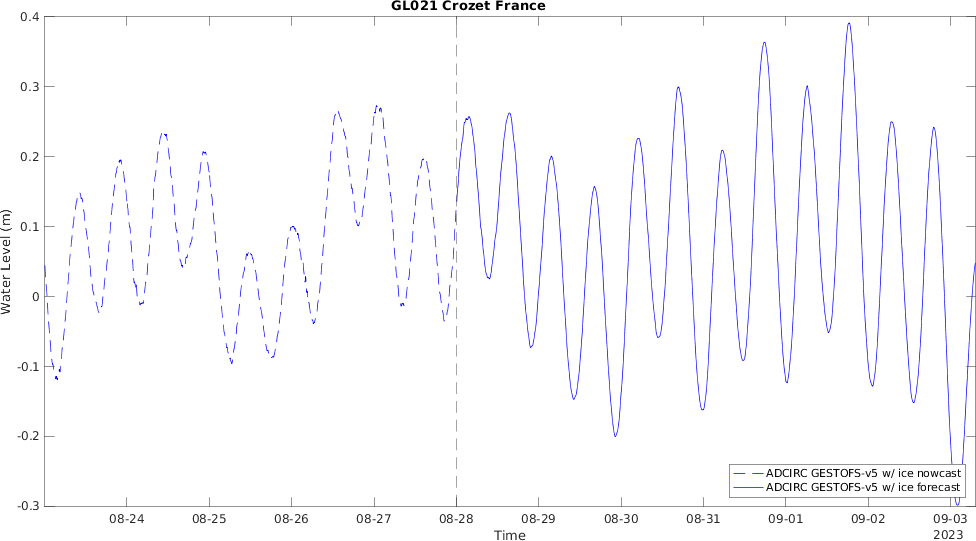 GL021 Crozet France
0.4
0.3
0.2
0.1
0
-0.1
-0.2
-0.3
Water Level (m)
ADCIRC GESTOFS-v5 w/ ice nowcast
ADCIRC GESTOFS-v5 w/ ice forecast
08-24 08-25 08-26 08-27 08-28 08-29 08-30 08-31 09-01 09-02 09-03
2023
Time